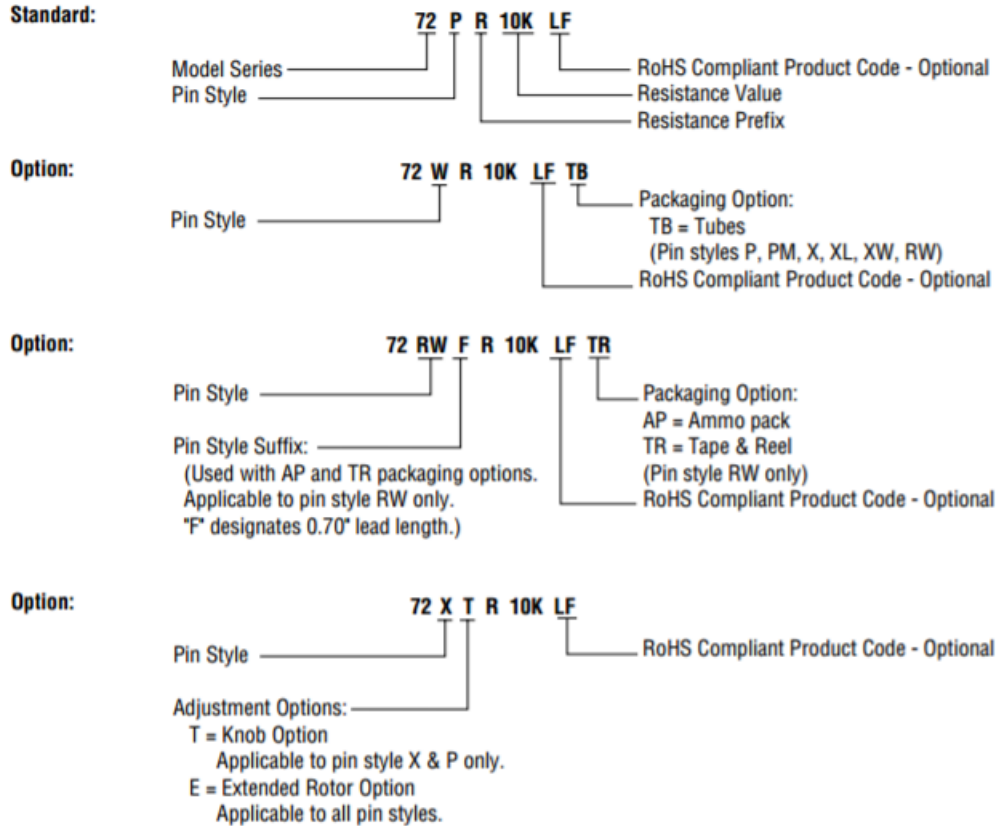 Standard:
72 P R 10K LF
Model Series
Pin Style
RoHS Compliant Product Code - Optional
Resistance Value
Resistance Prefix
Option:
72 W R 10K LF TB
Pin Style
Packaging Option:
TB = Tubes
(Pin styles P, PM, X, XL, XW, RW)
RoHS Compliant Product Code - Optional
Option:
72 RW F R 10K LF TR
Pin Style
Pin Style Suffix:
(Used with AP and TR packaging options.
Applicable to pin style RW only.
"F" designates 0.70" lead length.)
Packaging Option:
AP = Ammo pack
TR = Tape & Reel
(Pin style RW only)
RoHS Compliant Product Code - Optional
Option:
72 X T R 10K LF
Pin Style
Adjustment Options:
T = Knob Option
Applicable to pin style X & P only.
E = Extended Rotor Option
Applicable to all pin styles.
RoHS Compliant Product Code - Optional